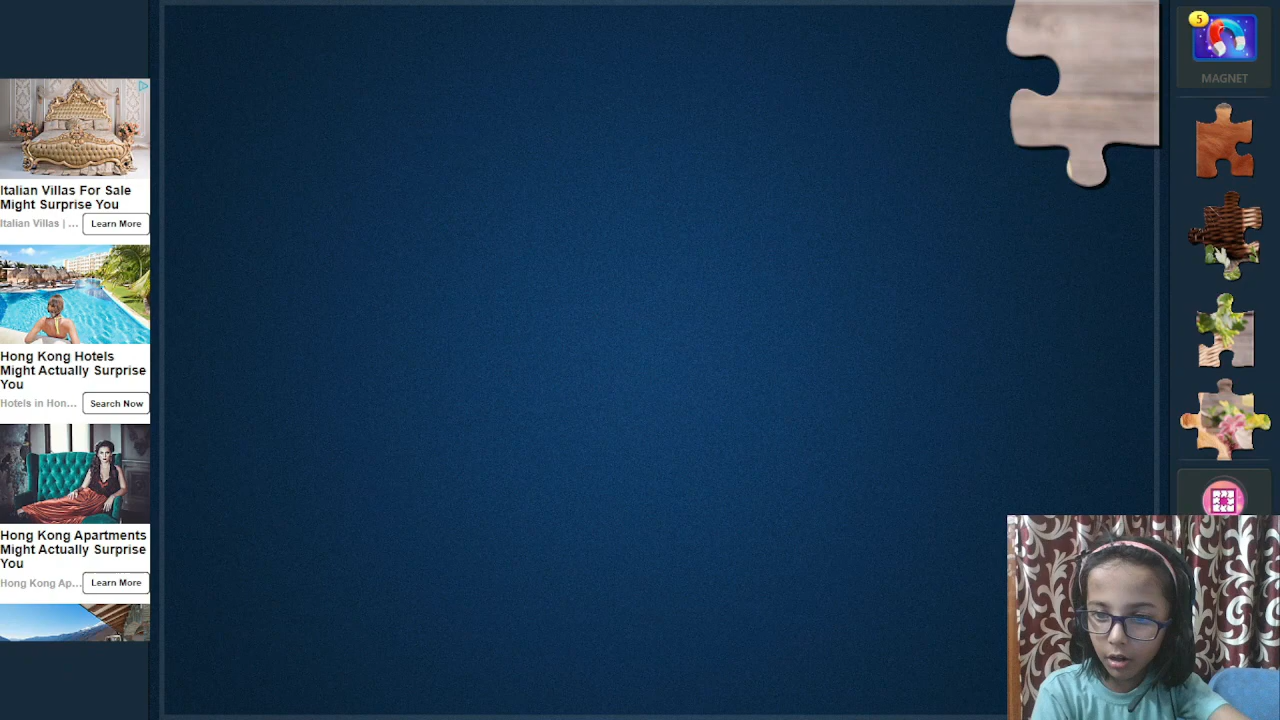 Italian Villas For Sale
Might Surprise You
Italian Villas | ...
Learn More
Hong Kong Hotels
Might Actually Surprise
You
Hotels in Hon...
Search Now
Hong Kong Apartments
Might Actually Surprise
You
Hong Kong Ap...
Learn More
5
MAGNET